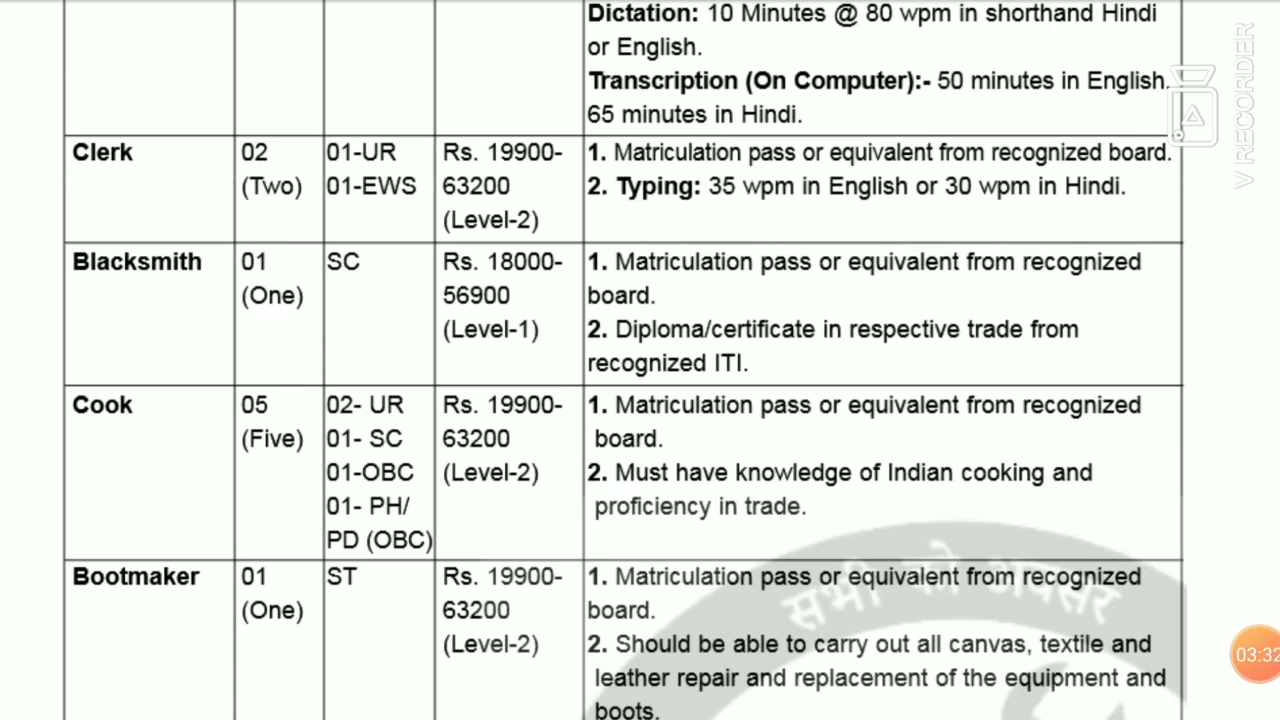 Dictation: 10 Minutes @ 80 wpm in shorthand Hindi
or English.
Transcription (On Computer):- 50 minutes in English.
65 minutes in Hindi.
Clerk
02
(Two)
01-UR
01-EWS
Rs. 19900-
63200
(Level-2)
1. Matriculation pass or equivalent from recognized board.
2. Typing: 35 wpm in English or 30 wpm in Hindi.
Blacksmith
01
(One)
SC
Rs. 18000-
56900
(Level-1)
1. Matriculation pass or equivalent from recognized
board.
2. Diploma/certificate in respective trade from
recognized ITI.
Cook
05
(Five)
02- UR
01- SC
01-OBC
01- PH/
PD (OBC)
Rs. 19900-
63200
(Level-2)
1. Matriculation pass or equivalent from recognized
board.
2. Must have knowledge of Indian cooking and
proficiency in trade.
Bootmaker
01
(One)
ST
Rs. 19900-
63200
(Level-2)
1. Matriculation pass or equivalent from recognized
board.
2. Should be able to carry out all canvas, textile and
leather repair and replacement of the equipment and
boots.
सभी को अवसर
V RECORDER
03:32